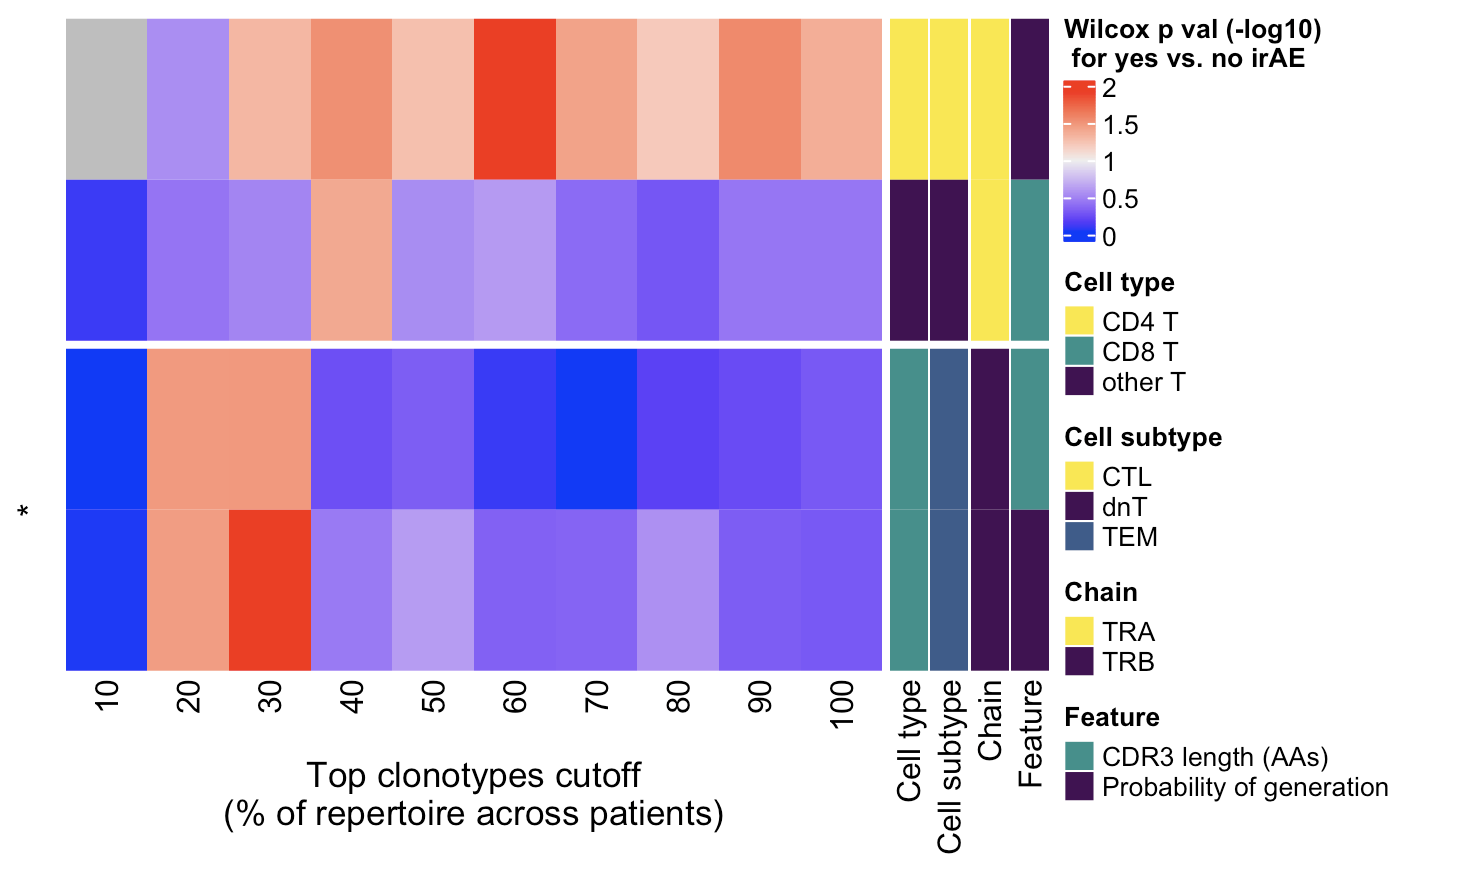 Wilcox p val (-log10)
for yes vs. no irAE
2
1.5
1
0.5
0
Cell type
CD4 T
CD8 T
other T
Cell subtype
CTL
dnT
TEM
Chain
TRA
TRB
Feature
CDR3 length (AAs)
Probability of generation
*
10
20
30
40
50
60
70
80
90
100
Cell type
Cell subtype
Chain
Feature
Top clonotypes cutoff
(% of repertoire across patients)